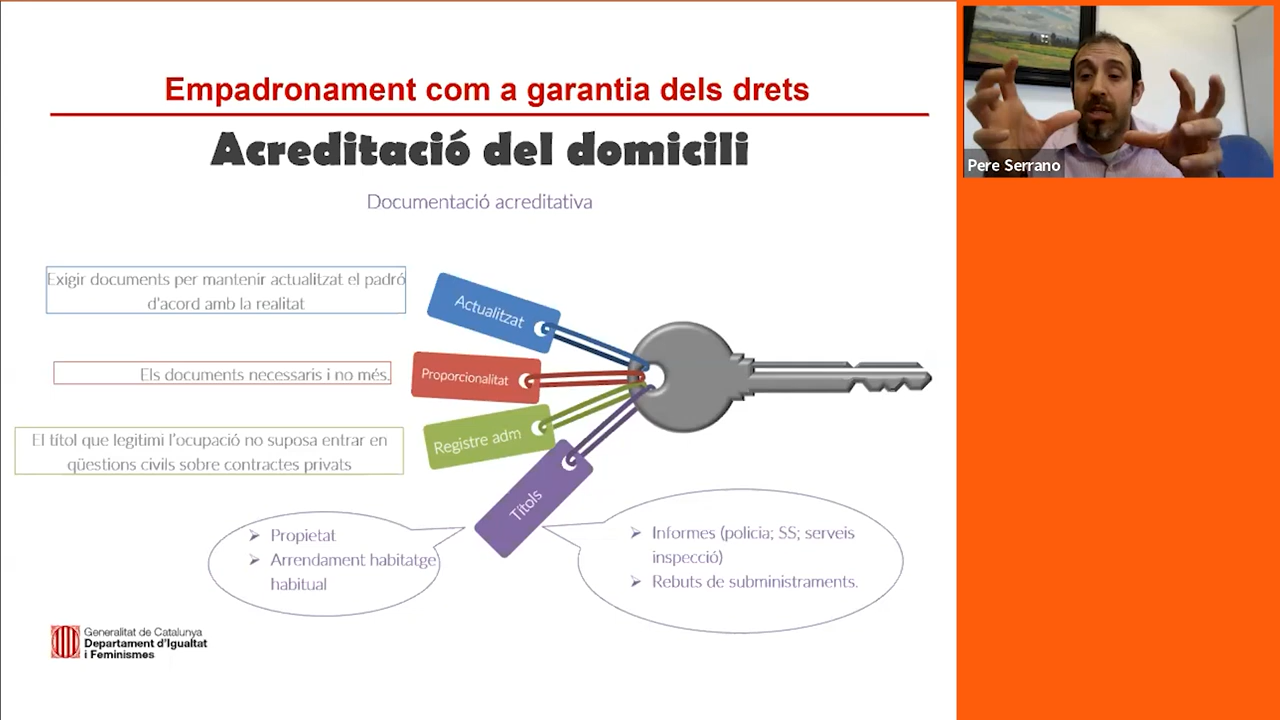 Empadronament com a garantia dels drets
Acreditació del domicili
Documentació acreditativa
Exigir documents per mantenir actualitzat el padró
d'acord amb la realitat
Actualitzat
Els documents necessaris i no més.
Proporcionalitat
El títol que legitimi l'ocupació no suposa entrar en
qüestions civils sobre contractes privats
Registre adm
Títols
Propietat
Arrendament habitatge
habitual
Informes (policia; SS; serveis
inspecció)
Rebuts de subministraments.
Generalitat de Catalunya
Departament d'Igualtat
i Feminismes
Pere Serrano